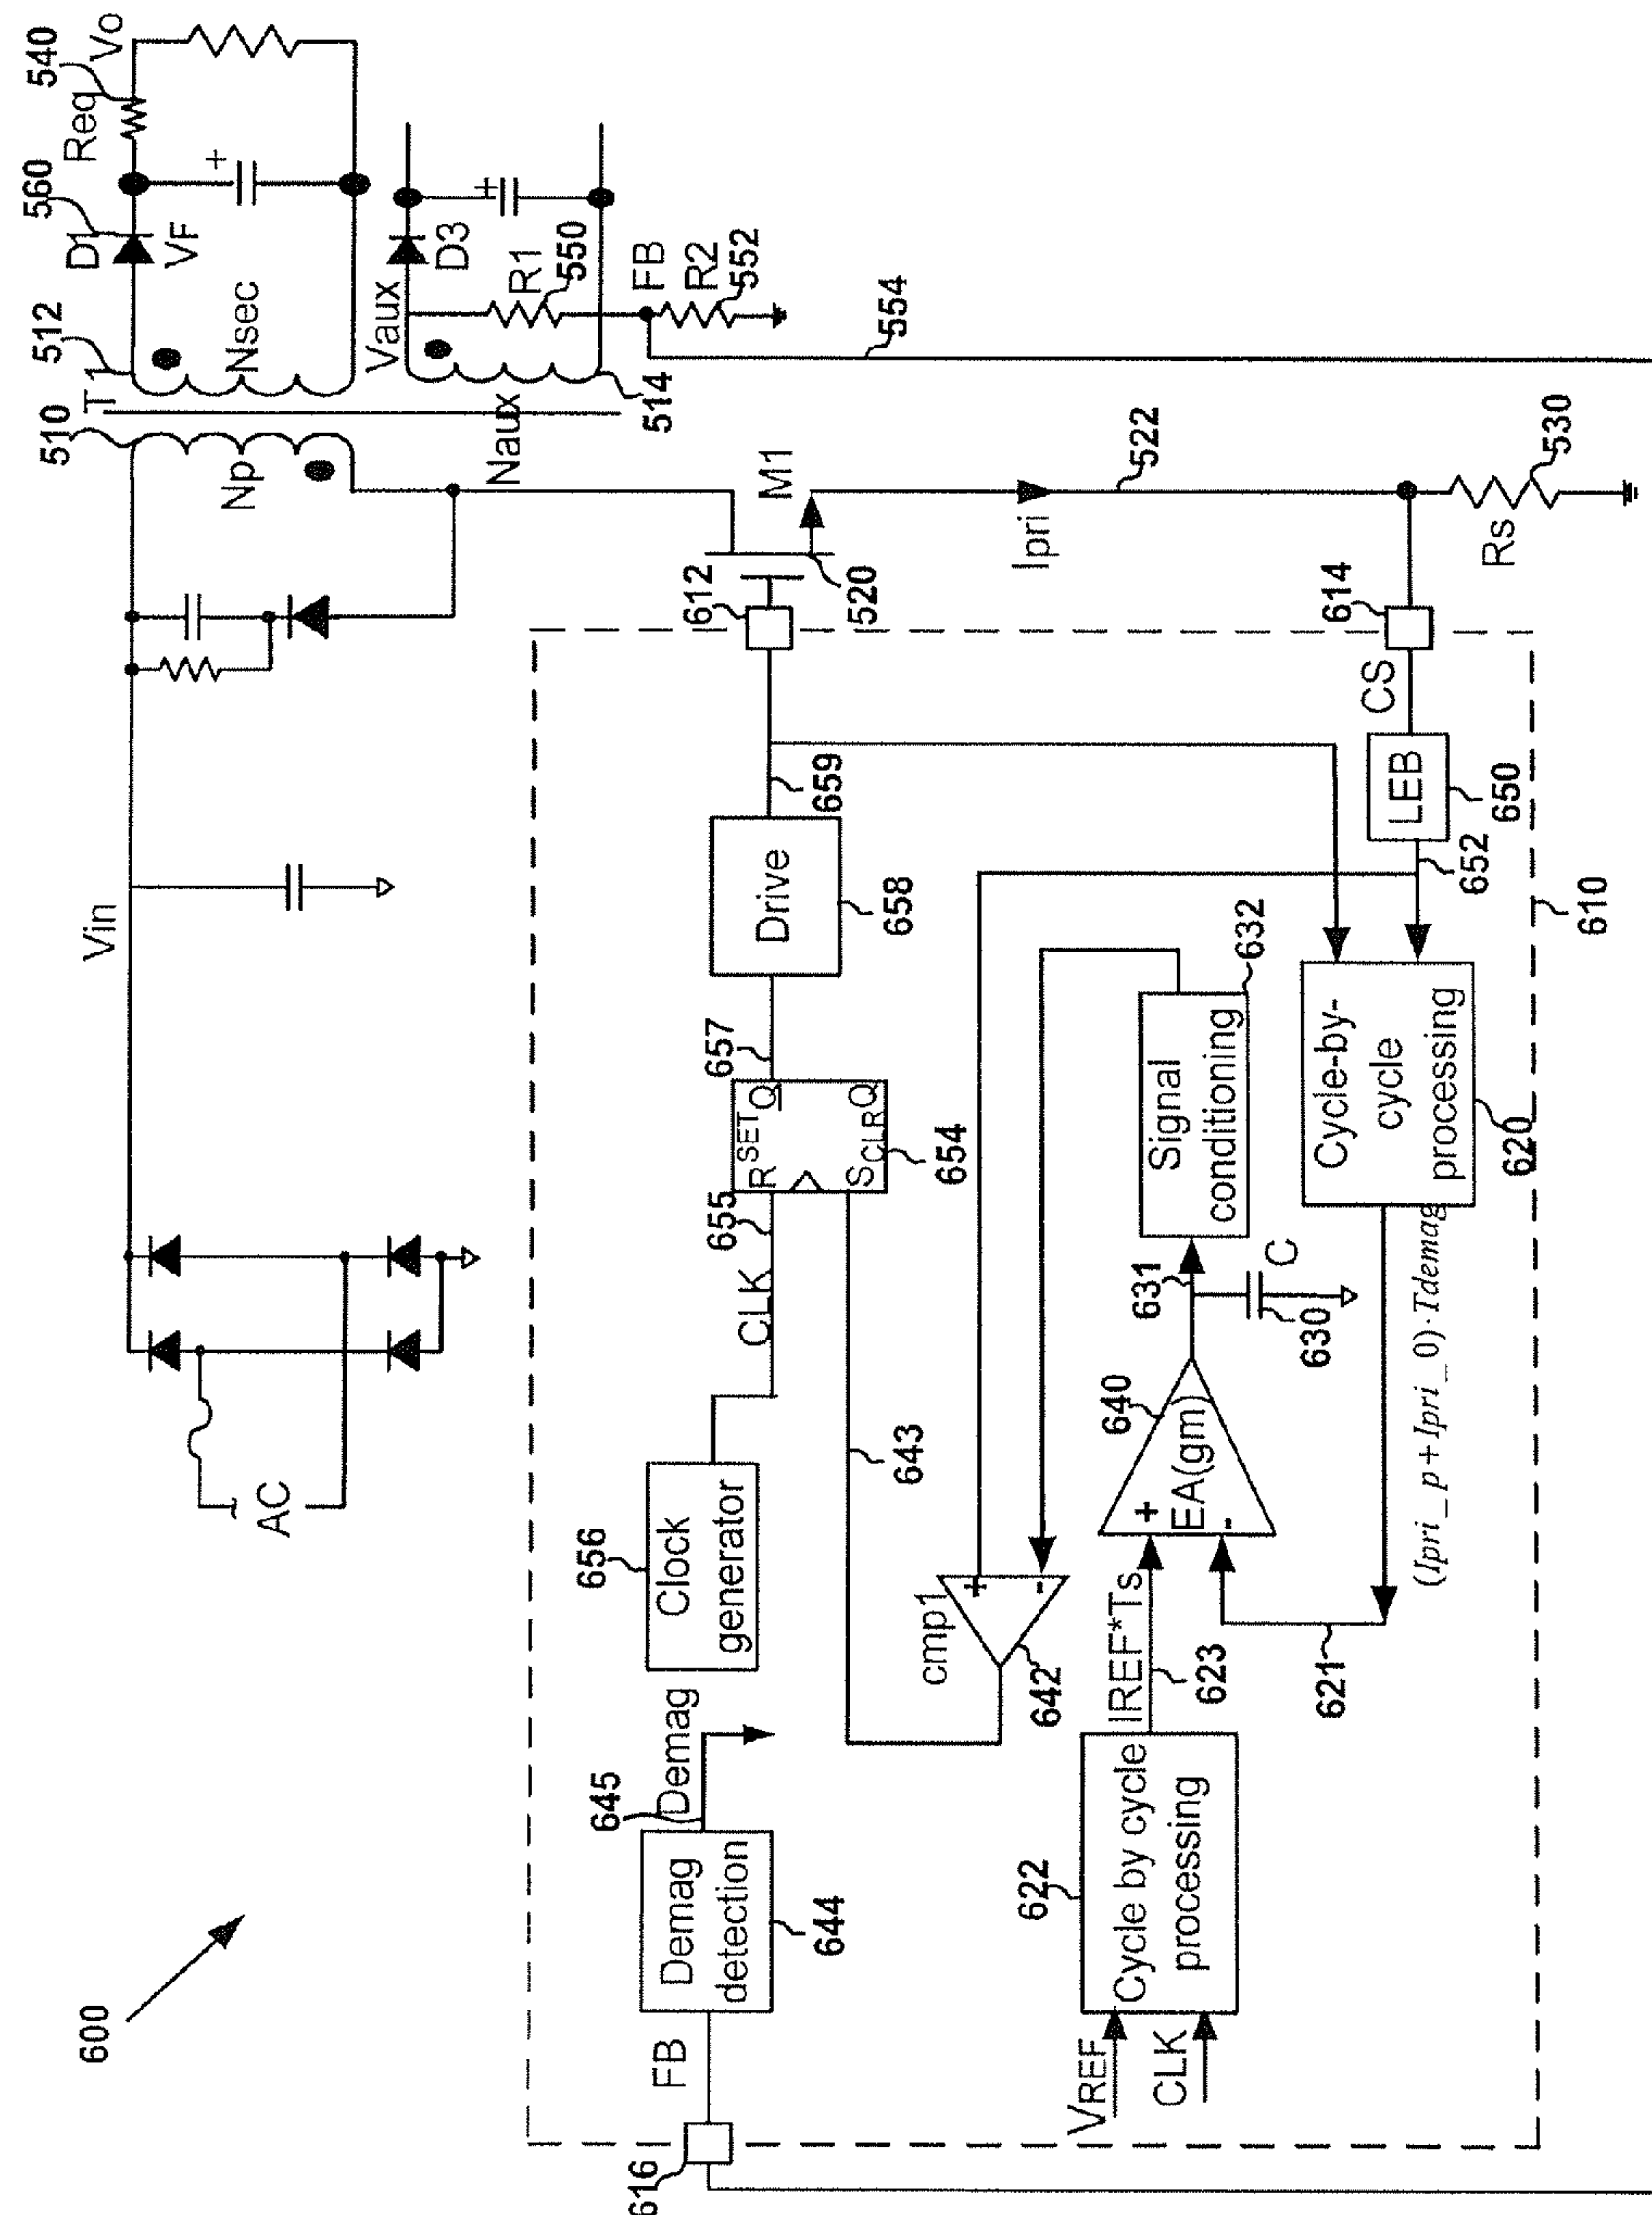 600
AC
Vin
510
T1
512
Np
Nsec
Naux
D1
560
VF
Req
540
Vo
+
Vaux
D3
+
R1
550
FB
R2
552
514
554
M1
520
Ipri
522
Rs
530
616
FB
Demag
detection
644
645
Demag
656
Clock
generator
CLK
655
R SET Q
S CLR Q
654
657
Drive
658
659
612
643
cmp1
+
-
642
VREF
CLK
622
Cycle by cycle
processing
IREF*Ts
623
640
+
EA(gm)
-
631
C
630
Signal
conditioning
632
621
(Ipri_p+Ipri_0)·Tdemag
Cycle-by-
cycle
processing
620
652
LEB
650
CS
614
610